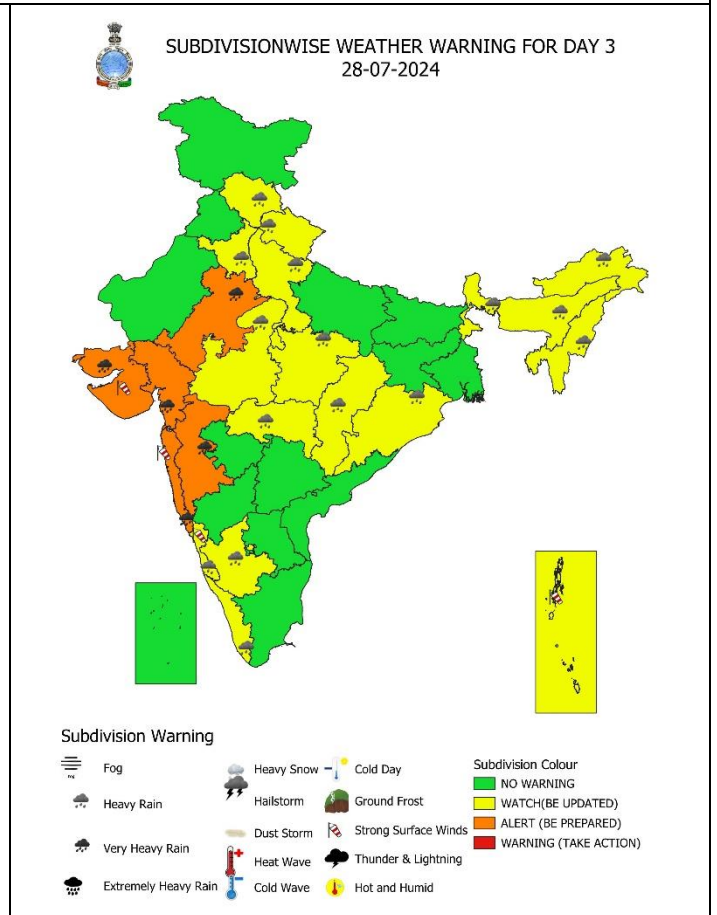 SUBDIVISIONWISE WEATHER WARNING FOR DAY 3
28-07-2024
Subdivision Warning
Fog
Heavy Rain
Very Heavy Rain
Extremely Heavy Rain
Heavy Snow
Hailstorm
Dust Storm
Heat Wave
Cold Wave
Cold Day
Ground Frost
Strong Surface Winds
Thunder & Lightning
Hot and Humid
Subdivision Colour
NO WARNING
WATCH(BE UPDATED)
ALERT (BE PREPARED)
WARNING (TAKE ACTION)